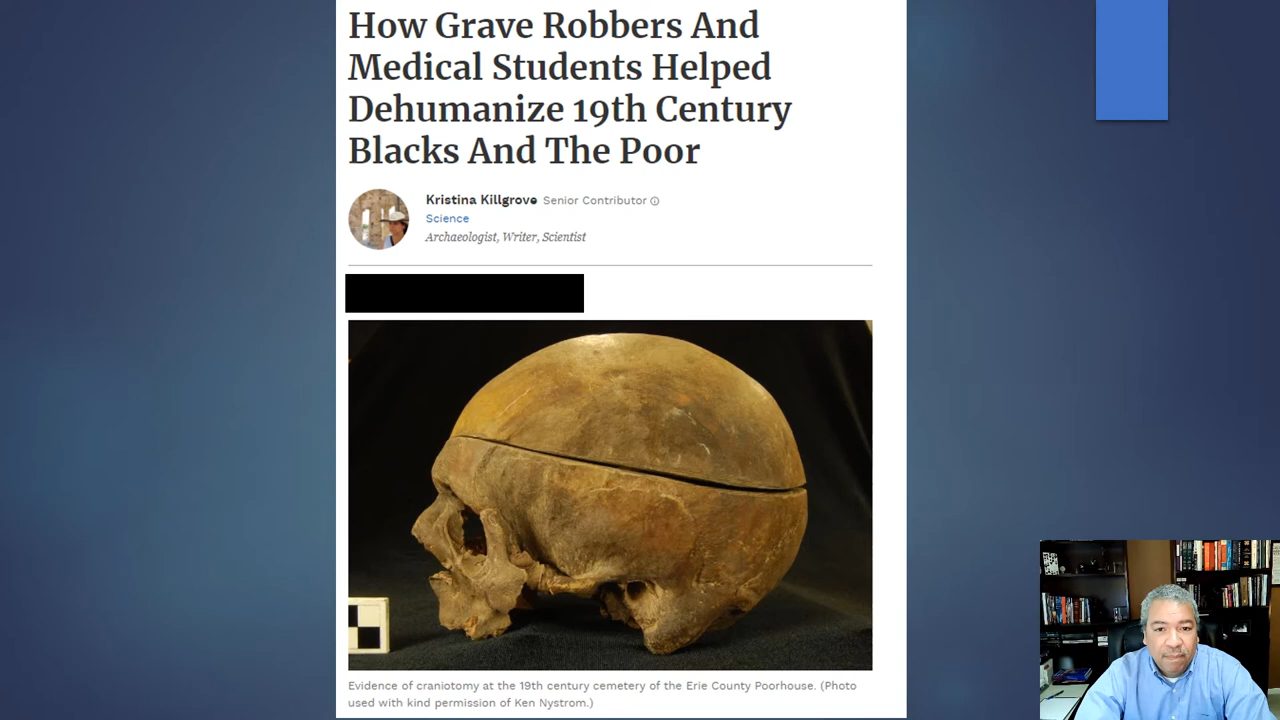 How Grave Robbers And
Medical Students Helped
Dehumanize 19th Century
Blacks And The Poor
Kristina Killgrove Senior Contributor
Science
Archaeologist, Writer, Scientist
Evidence of craniotomy at the 19th century cemetery of the Erie County Poorhouse. (Photo
used with kind permission of Ken Nystrom.)